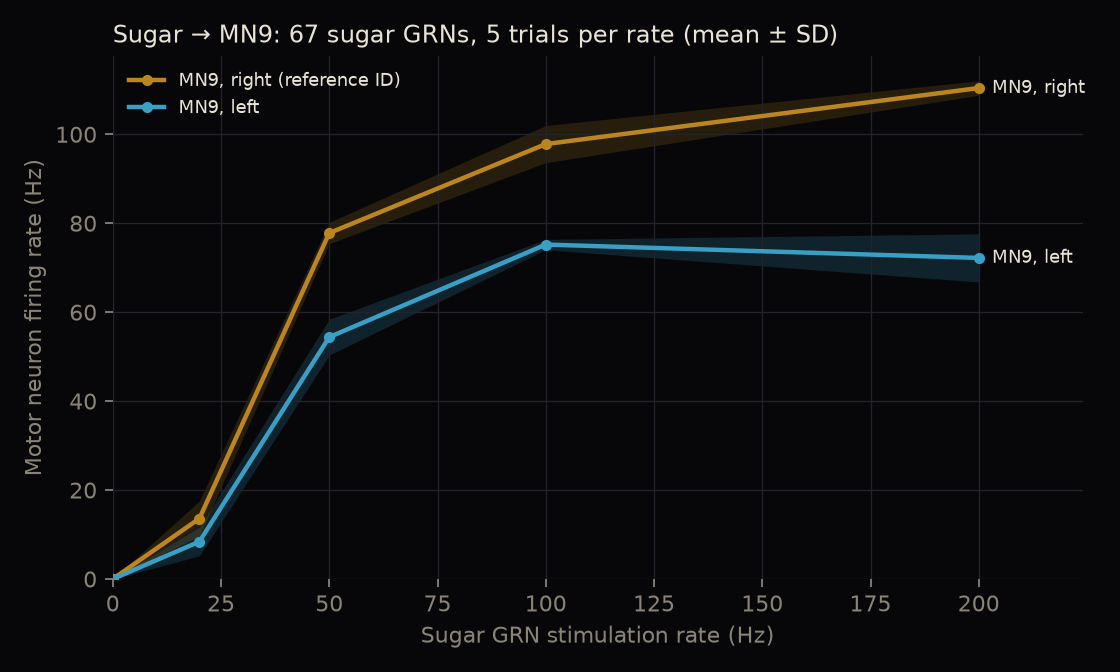 Sugar → MN9: 67 sugar GRNs, 5 trials per rate (mean ± SD)
MN9, right (reference ID)
MN9, left
MN9, right
MN9, left
Motor neuron firing rate (Hz)
100
80
60
40
20
0
0 25 50 75 100 125 150 175 200
Sugar GRN stimulation rate (Hz)